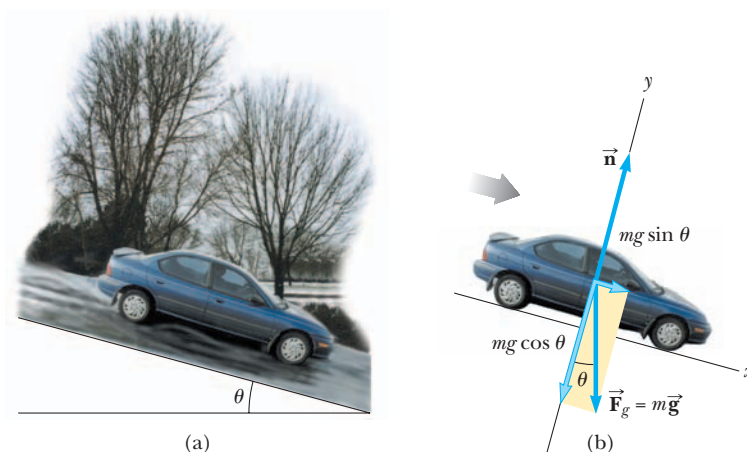 θ
(a)
y
n
mg sin θ
mg cos θ
θ
F_g = mg
(b)